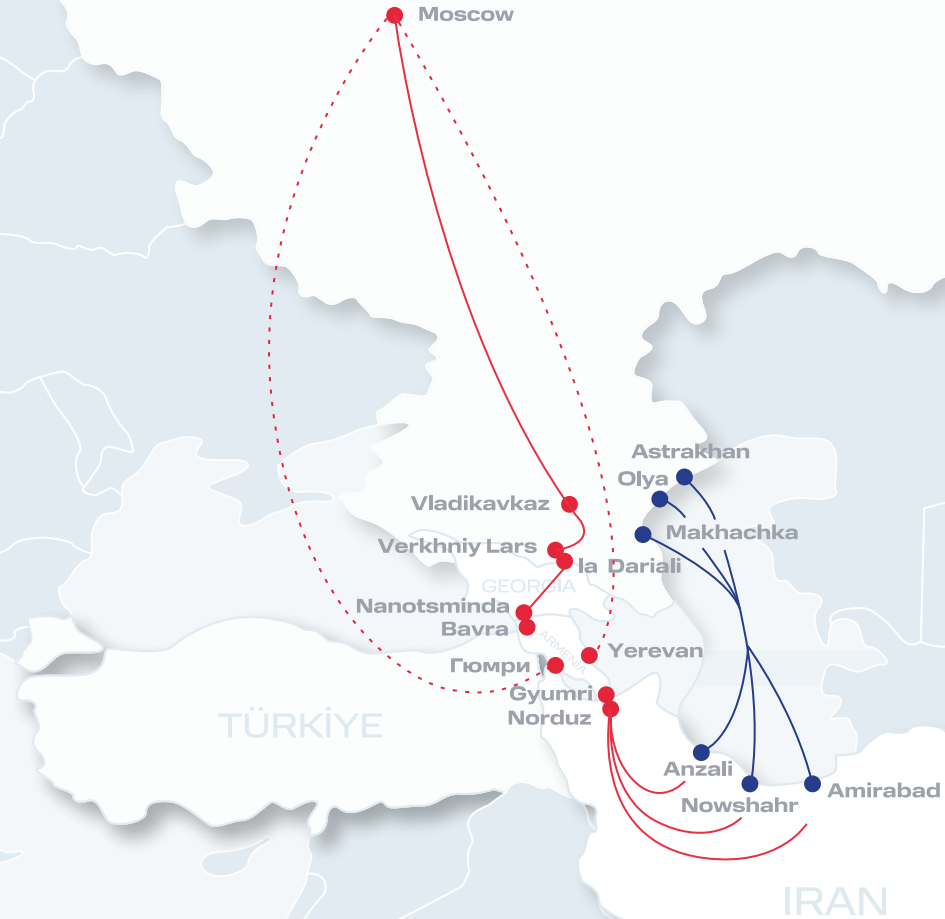 Moscow
Astrakhan
Olya
Vladikavkaz
Makhachka
Verkhniy Lars
la Dariali
GEORGIA
Nanotsminda
Bavra
ARMENIA
Yerevan
Гюмри
Gyumri
Norduz
TÜRKİYE
Anzali
Amirabad
Nowshahr
IRAN